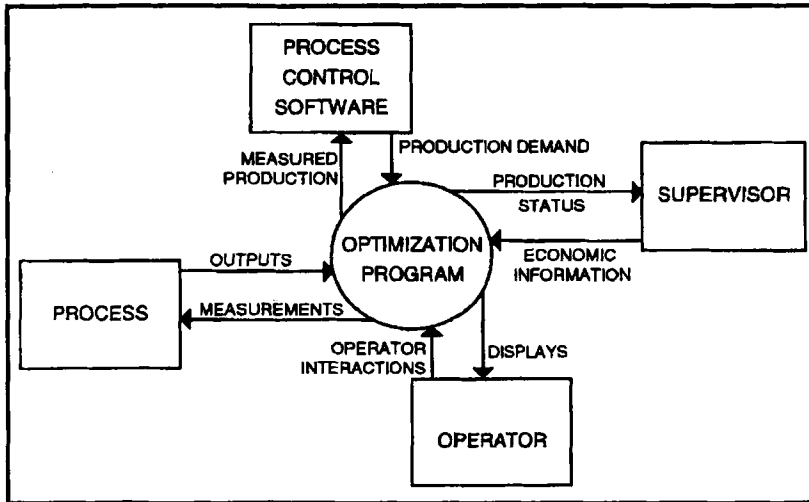 PROCESS
CONTROL
SOFTWARE
MEASURED
PRODUCTION
PRODUCTION DEMAND
PRODUCTION
STATUS
SUPERVISOR
OPTIMIZATION
PROGRAM
ECONOMIC
INFORMATION
OUTPUTS
PROCESS
MEASUREMENTS
OPERATOR
INTERACTIONS
DISPLAYS
OPERATOR